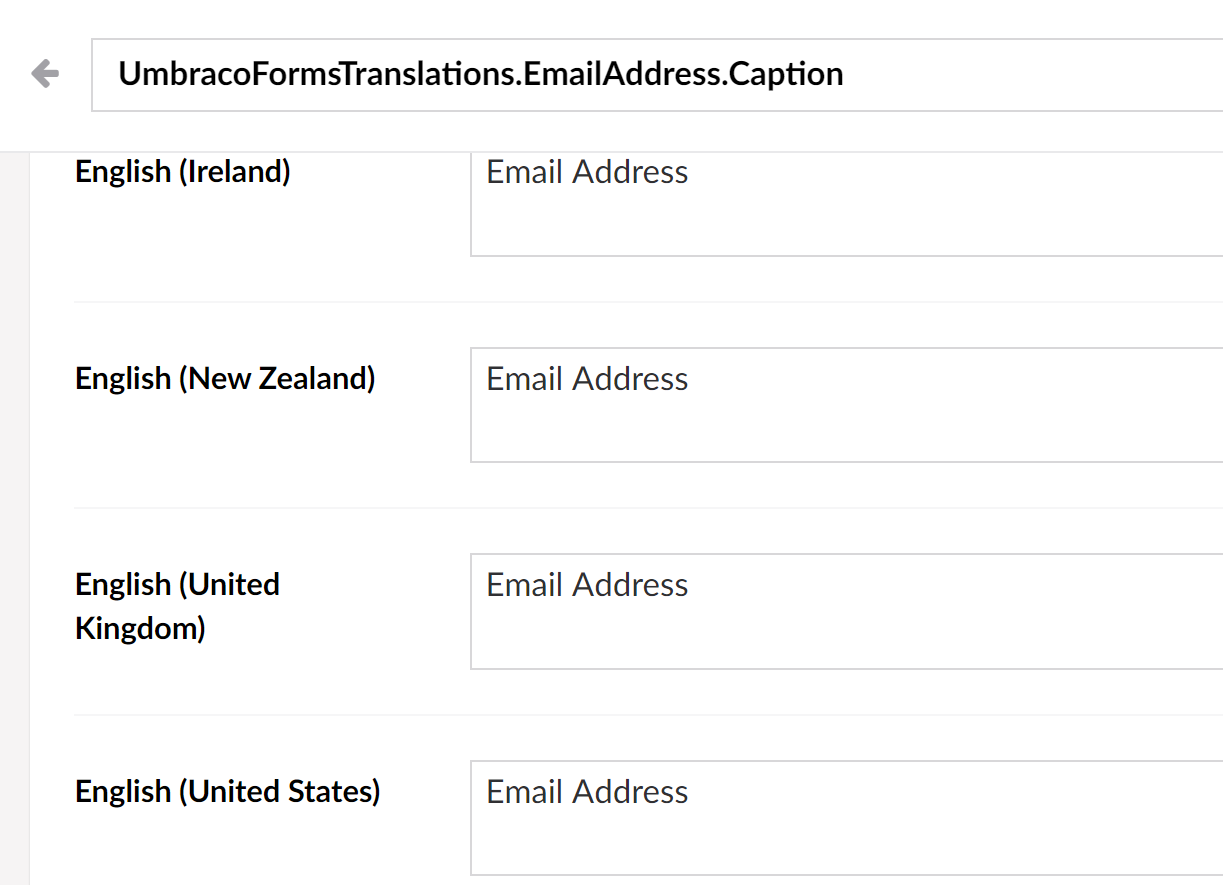 UmbracoFormsTranslations.EmailAddress.Caption
English (Ireland)
Email Address
English (New Zealand)
Email Address
English (United
Kingdom)
Email Address
English (United States)
Email Address